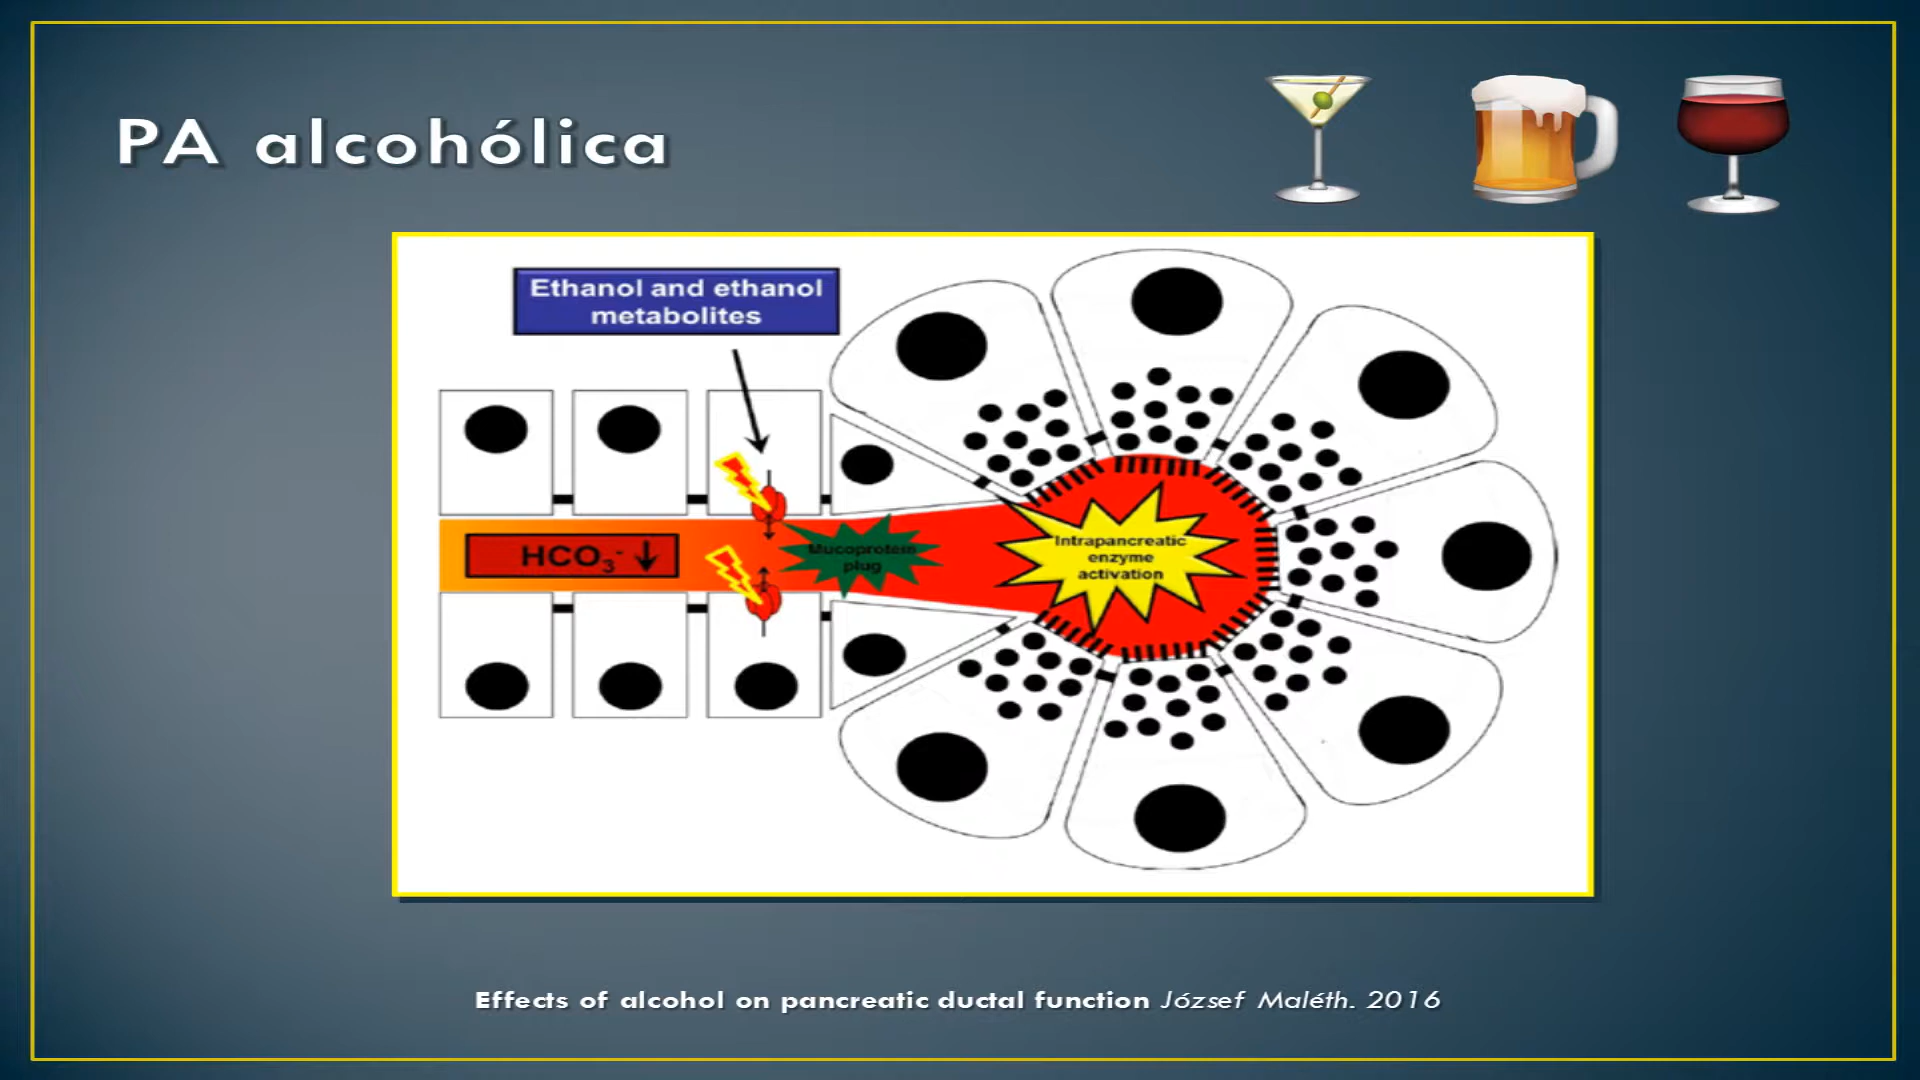 PA alcohólica
Ethanol and ethanol
metabolites
HCO₃⁻ ↓
Mucoprotein
plug
Intrapancreatic
enzyme
activation
Effects of alcohol on pancreatic ductal function József Maléth. 2016